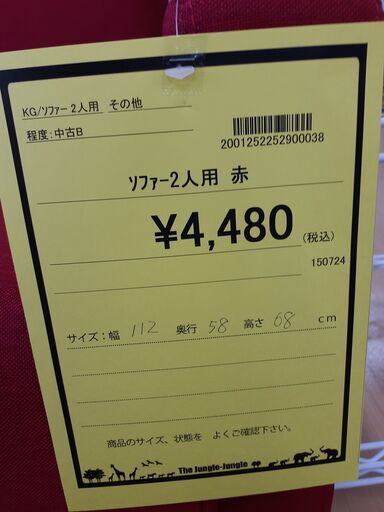 KG/ｿﾌｧｰ 2人用 その他
程度:中古B
2001252252900038
ｿﾌｧｰ2人用 赤
¥4,480 (税込)
150724
サイズ:幅 112 奥行 58 高さ 68 cm
商品のサイズ、状態を よくご確認下さい。
The Jungle-Jungle